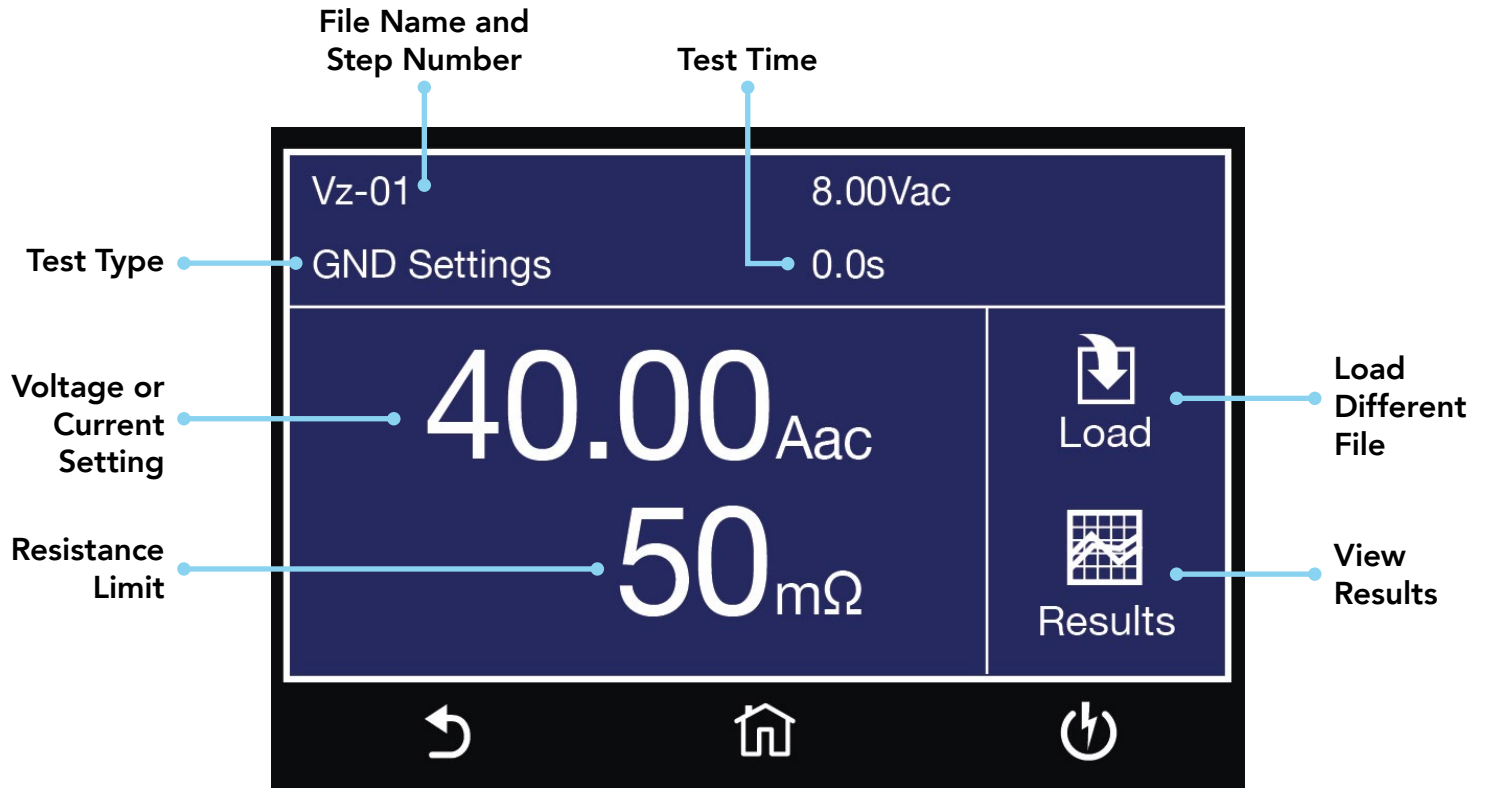 File Name and
Step Number
Test Time
Vz-01
8.00Vac
Test Type
GND Settings
0.0s
Voltage or
Current
Setting
40.00Aac
Load
Load
Different
File
Resistance
Limit
50mΩ
Results
View
Results